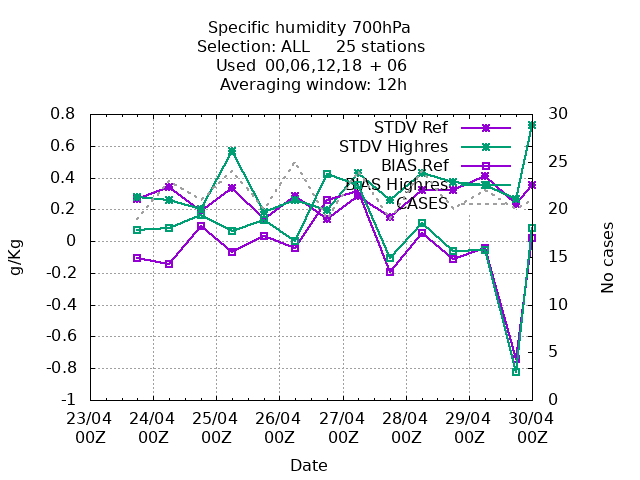 Specific humidity 700hPa
Selection: ALL 25 stations
Used 00,06,12,18 + 06
Averaging window: 12h
STDV Ref
STDV Highres
BIAS Ref
BIAS Highres
CASES
0.8
0.6
0.4
0.2
0
-0.2
-0.4
-0.6
-0.8
-1
30
25
20
15
10
5
0
g/Kg
No cases
23/04 24/04 25/04 26/04 27/04 28/04 29/04 30/04
00Z 00Z 00Z 00Z 00Z 00Z 00Z 00Z
Date